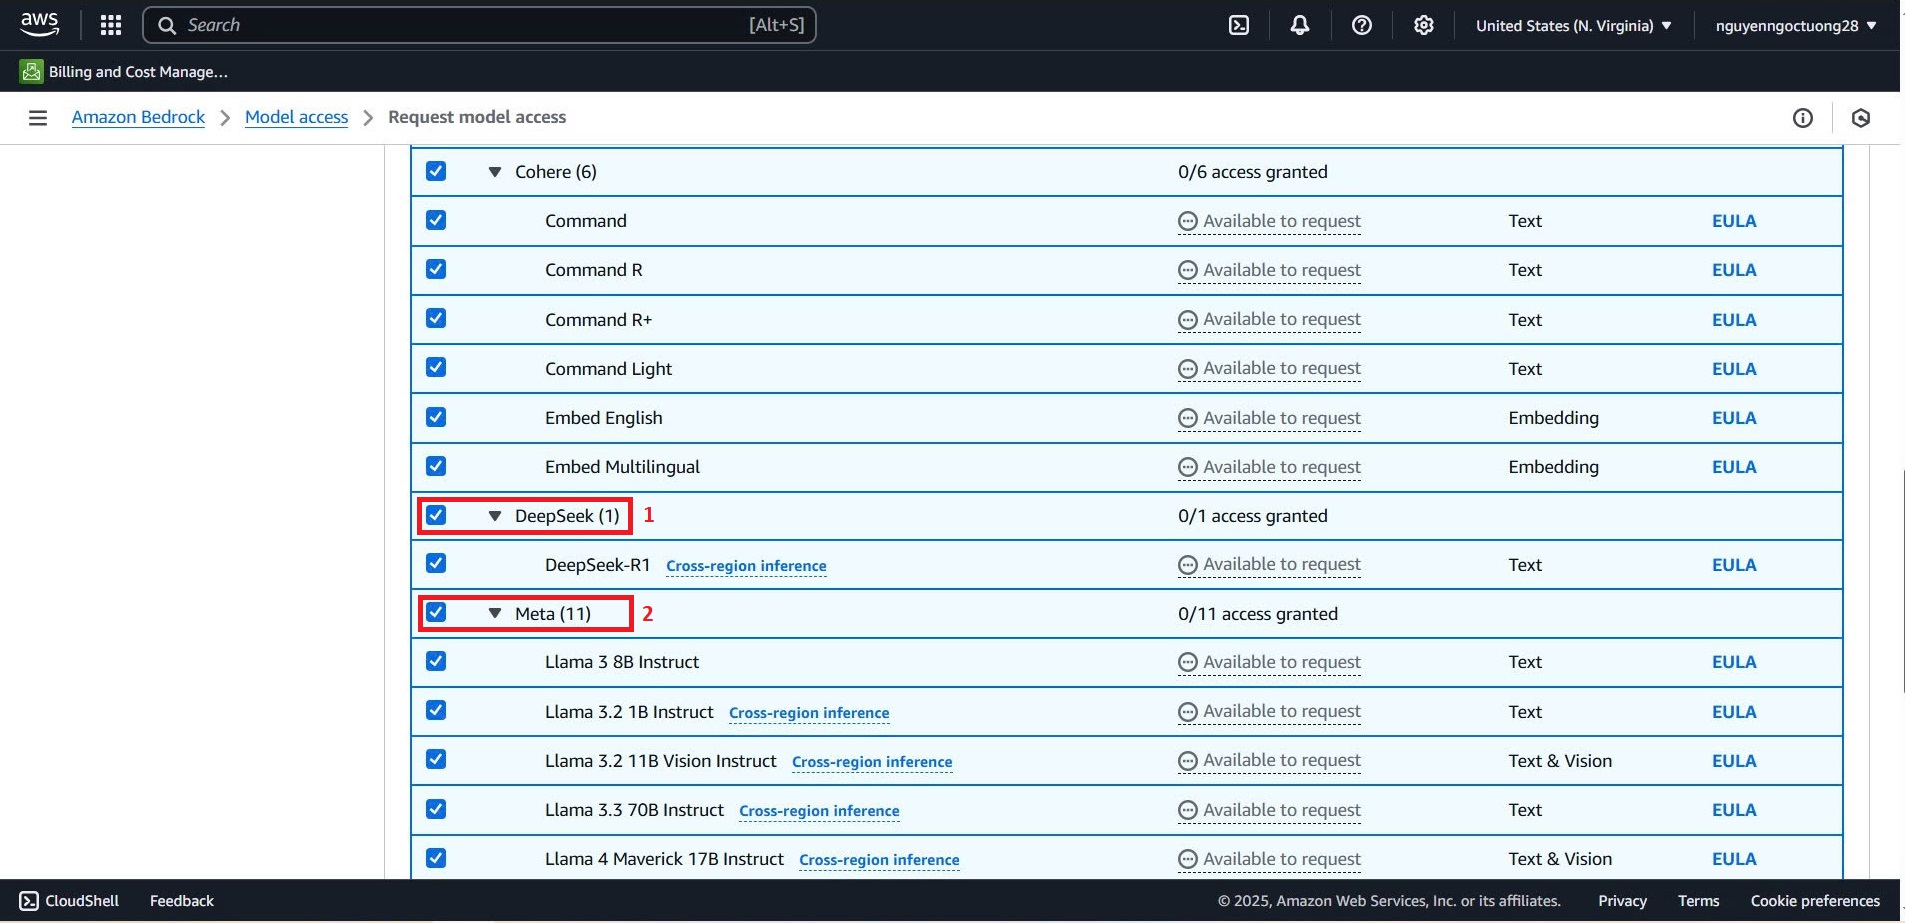 aws Search [Alt+S] United States (N. Virginia) nguyenngoctuong28
Billing and Cost Manage...
Amazon Bedrock Model access Request model access
Cohere (6) 0/6 access granted
Command Available to request Text EULA
Command R Available to request Text EULA
Command R+ Available to request Text EULA
Command Light Available to request Text EULA
Embed English Available to request Embedding EULA
Embed Multilingual Available to request Embedding EULA
DeepSeek (1) 1 0/1 access granted
DeepSeek-R1 Cross-region inference Available to request Text EULA
Meta (11) 2 0/11 access granted
Llama 3 8B Instruct Available to request Text EULA
Llama 3.2 1B Instruct Cross-region inference Available to request Text EULA
Llama 3.2 11B Vision Instruct Cross-region inference Available to request Text & Vision EULA
Llama 3.3 70B Instruct Cross-region inference Available to request Text EULA
Llama 4 Maverick 17B Instruct Cross-region inference Available to request Text & Vision EULA
CloudShell Feedback © 2025, Amazon Web Services, Inc. or its affiliates. Privacy Terms Cookie preferences